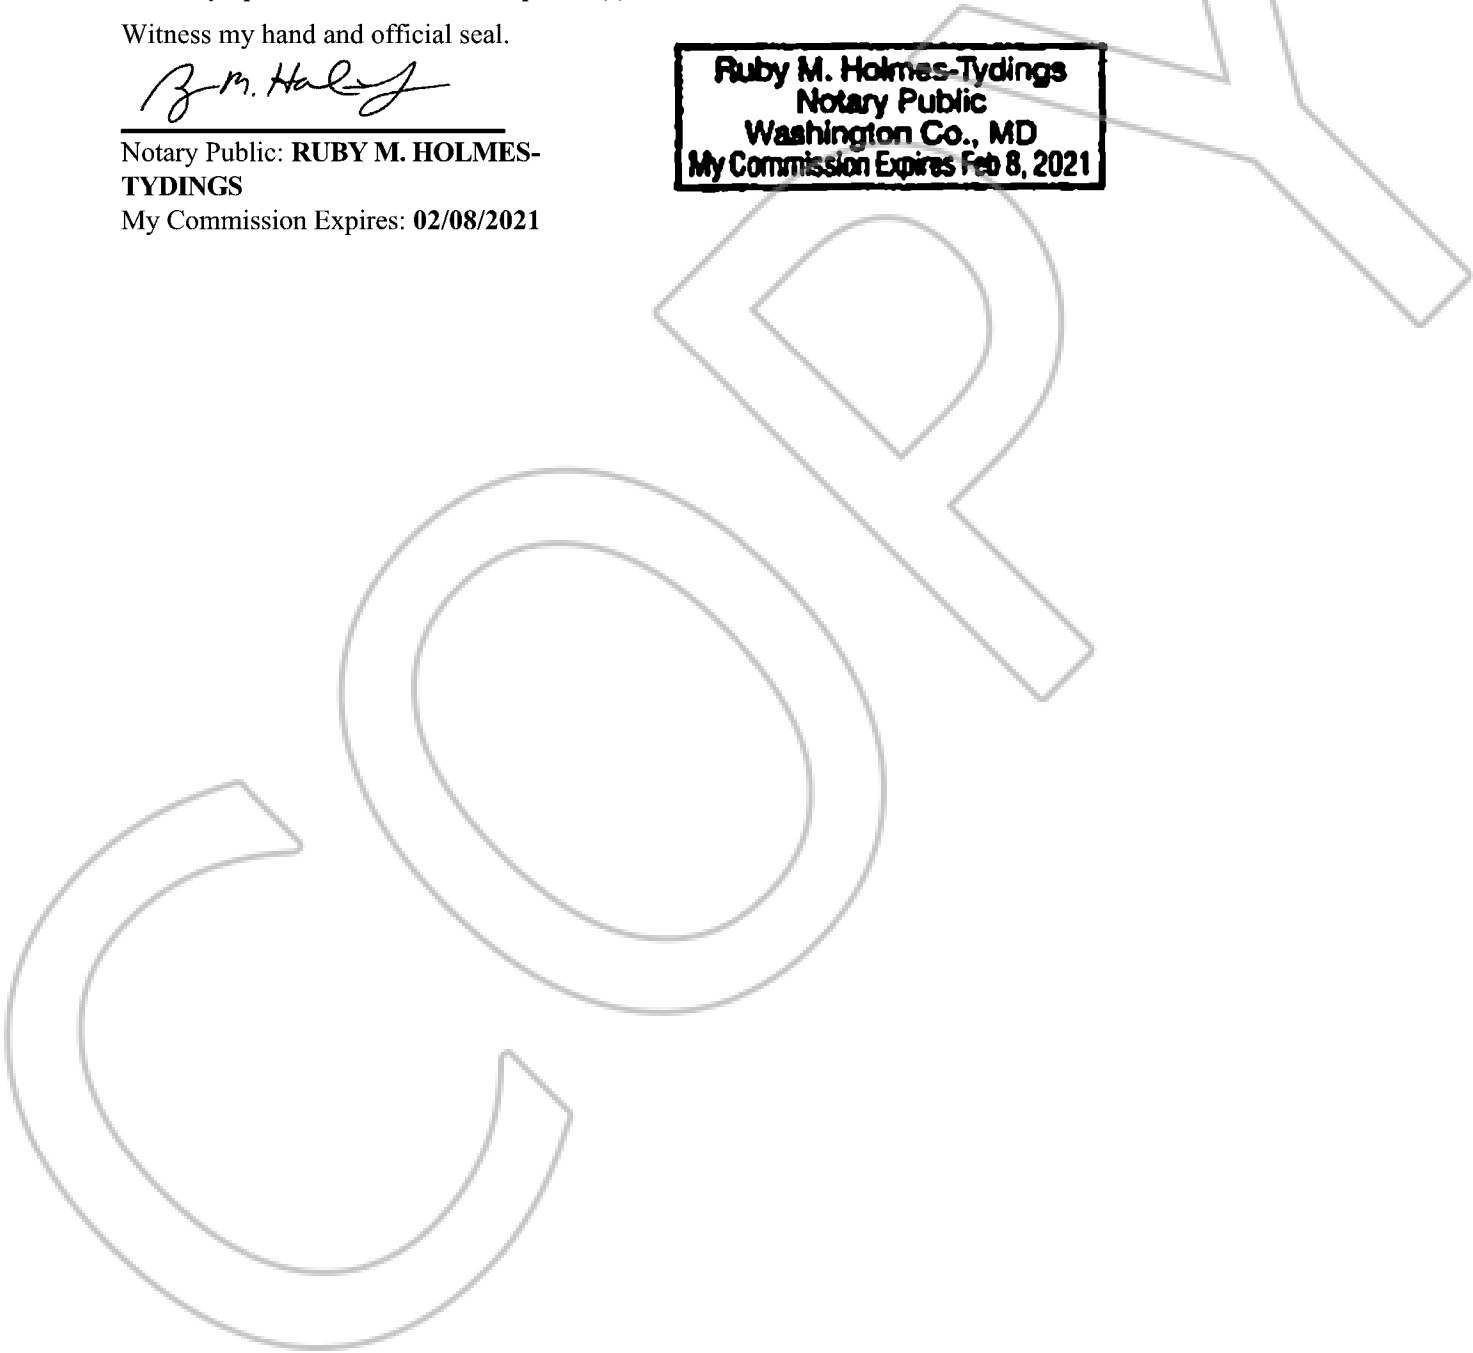 Witness my hand and official seal.
Notary Public: RUBY M. HOLMES-
TYDINGS
My Commission Expires: 02/08/2021
Ruby M. Holmes-Tydings
Notary Public
Washington Co., MD
My Commission Expires Feb 8, 2021
COPY